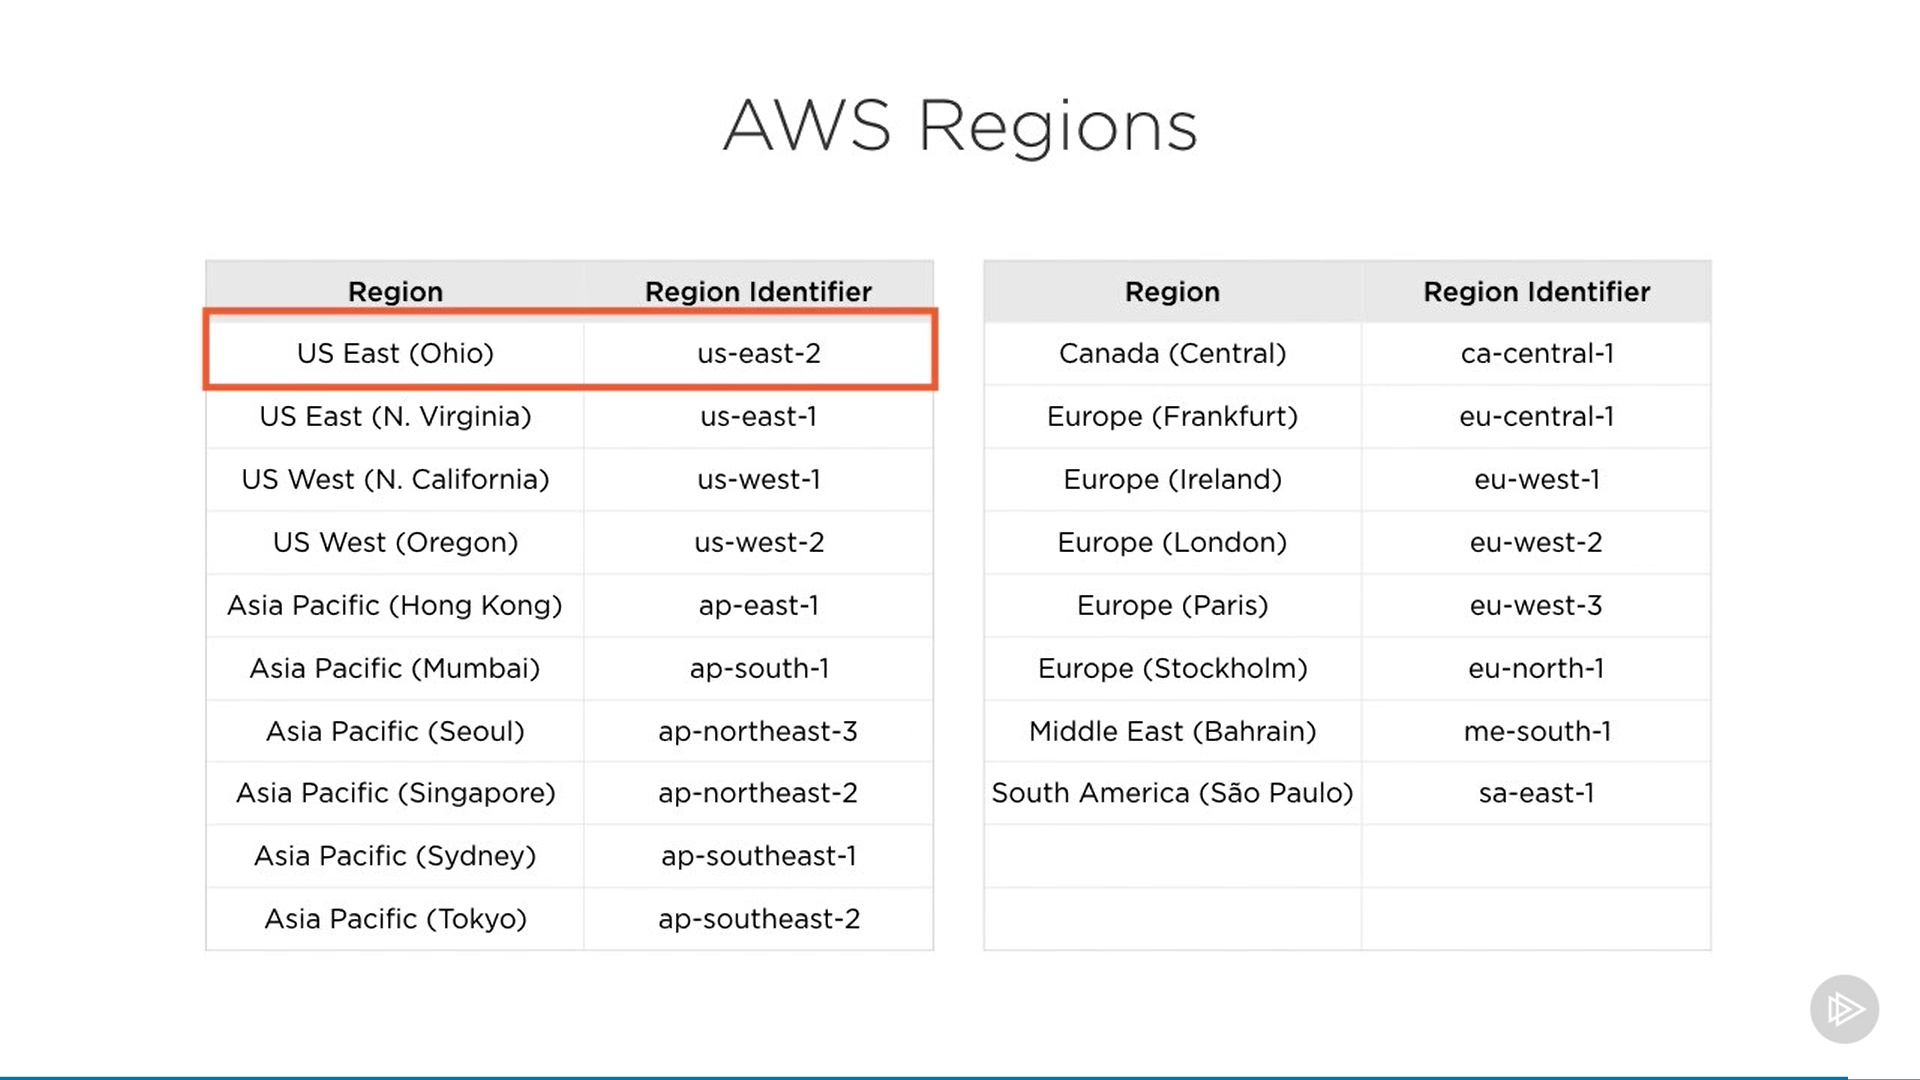 AWS Regions
Region Region Identifier
US East (Ohio) us-east-2
US East (N. Virginia) us-east-1
US West (N. California) us-west-1
US West (Oregon) us-west-2
Asia Pacific (Hong Kong) ap-east-1
Asia Pacific (Mumbai) ap-south-1
Asia Pacific (Seoul) ap-northeast-3
Asia Pacific (Singapore) ap-northeast-2
Asia Pacific (Sydney) ap-southeast-1
Asia Pacific (Tokyo) ap-southeast-2
Region Region Identifier
Canada (Central) ca-central-1
Europe (Frankfurt) eu-central-1
Europe (Ireland) eu-west-1
Europe (London) eu-west-2
Europe (Paris) eu-west-3
Europe (Stockholm) eu-north-1
Middle East (Bahrain) me-south-1
South America (São Paulo) sa-east-1